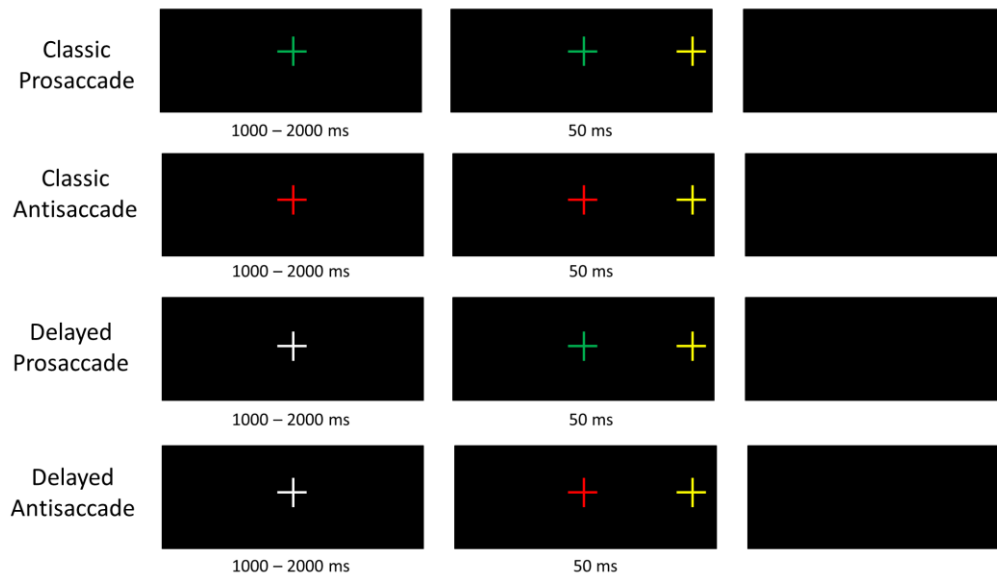 Classic
Prosaccade
1000 – 2000 ms
50 ms
Classic
Antisaccade
1000 – 2000 ms
50 ms
Delayed
Prosaccade
1000 – 2000 ms
50 ms
Delayed
Antisaccade
1000 – 2000 ms
50 ms